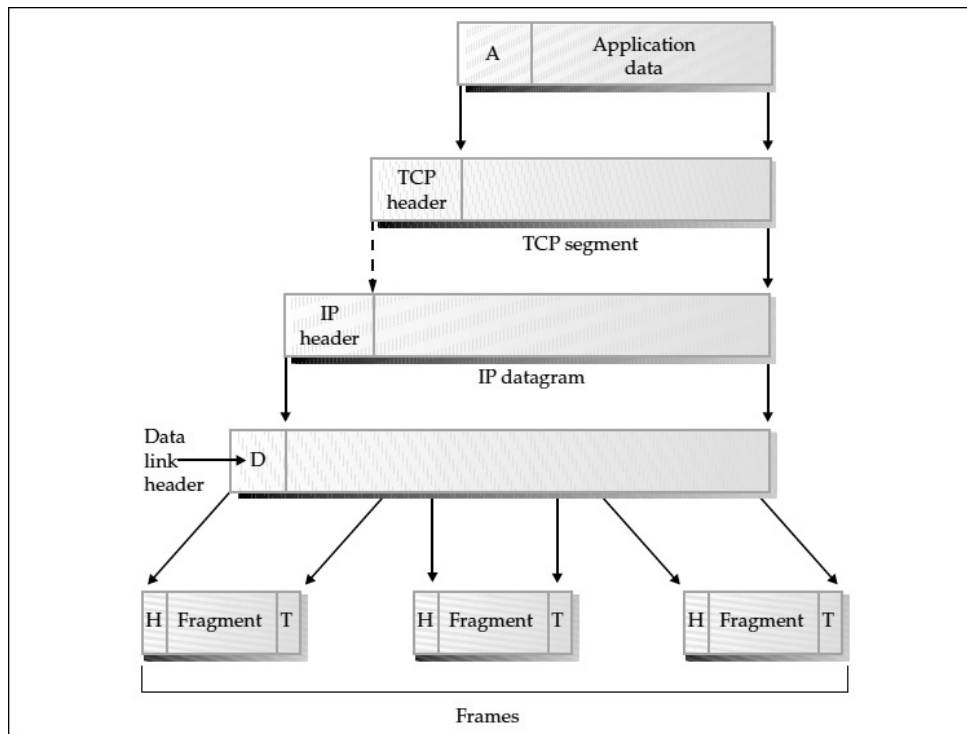 A
Application
data
TCP
header
TCP segment
IP
header
IP datagram
Data
link
header
D
H Fragment T
H Fragment T
H Fragment T
Frames